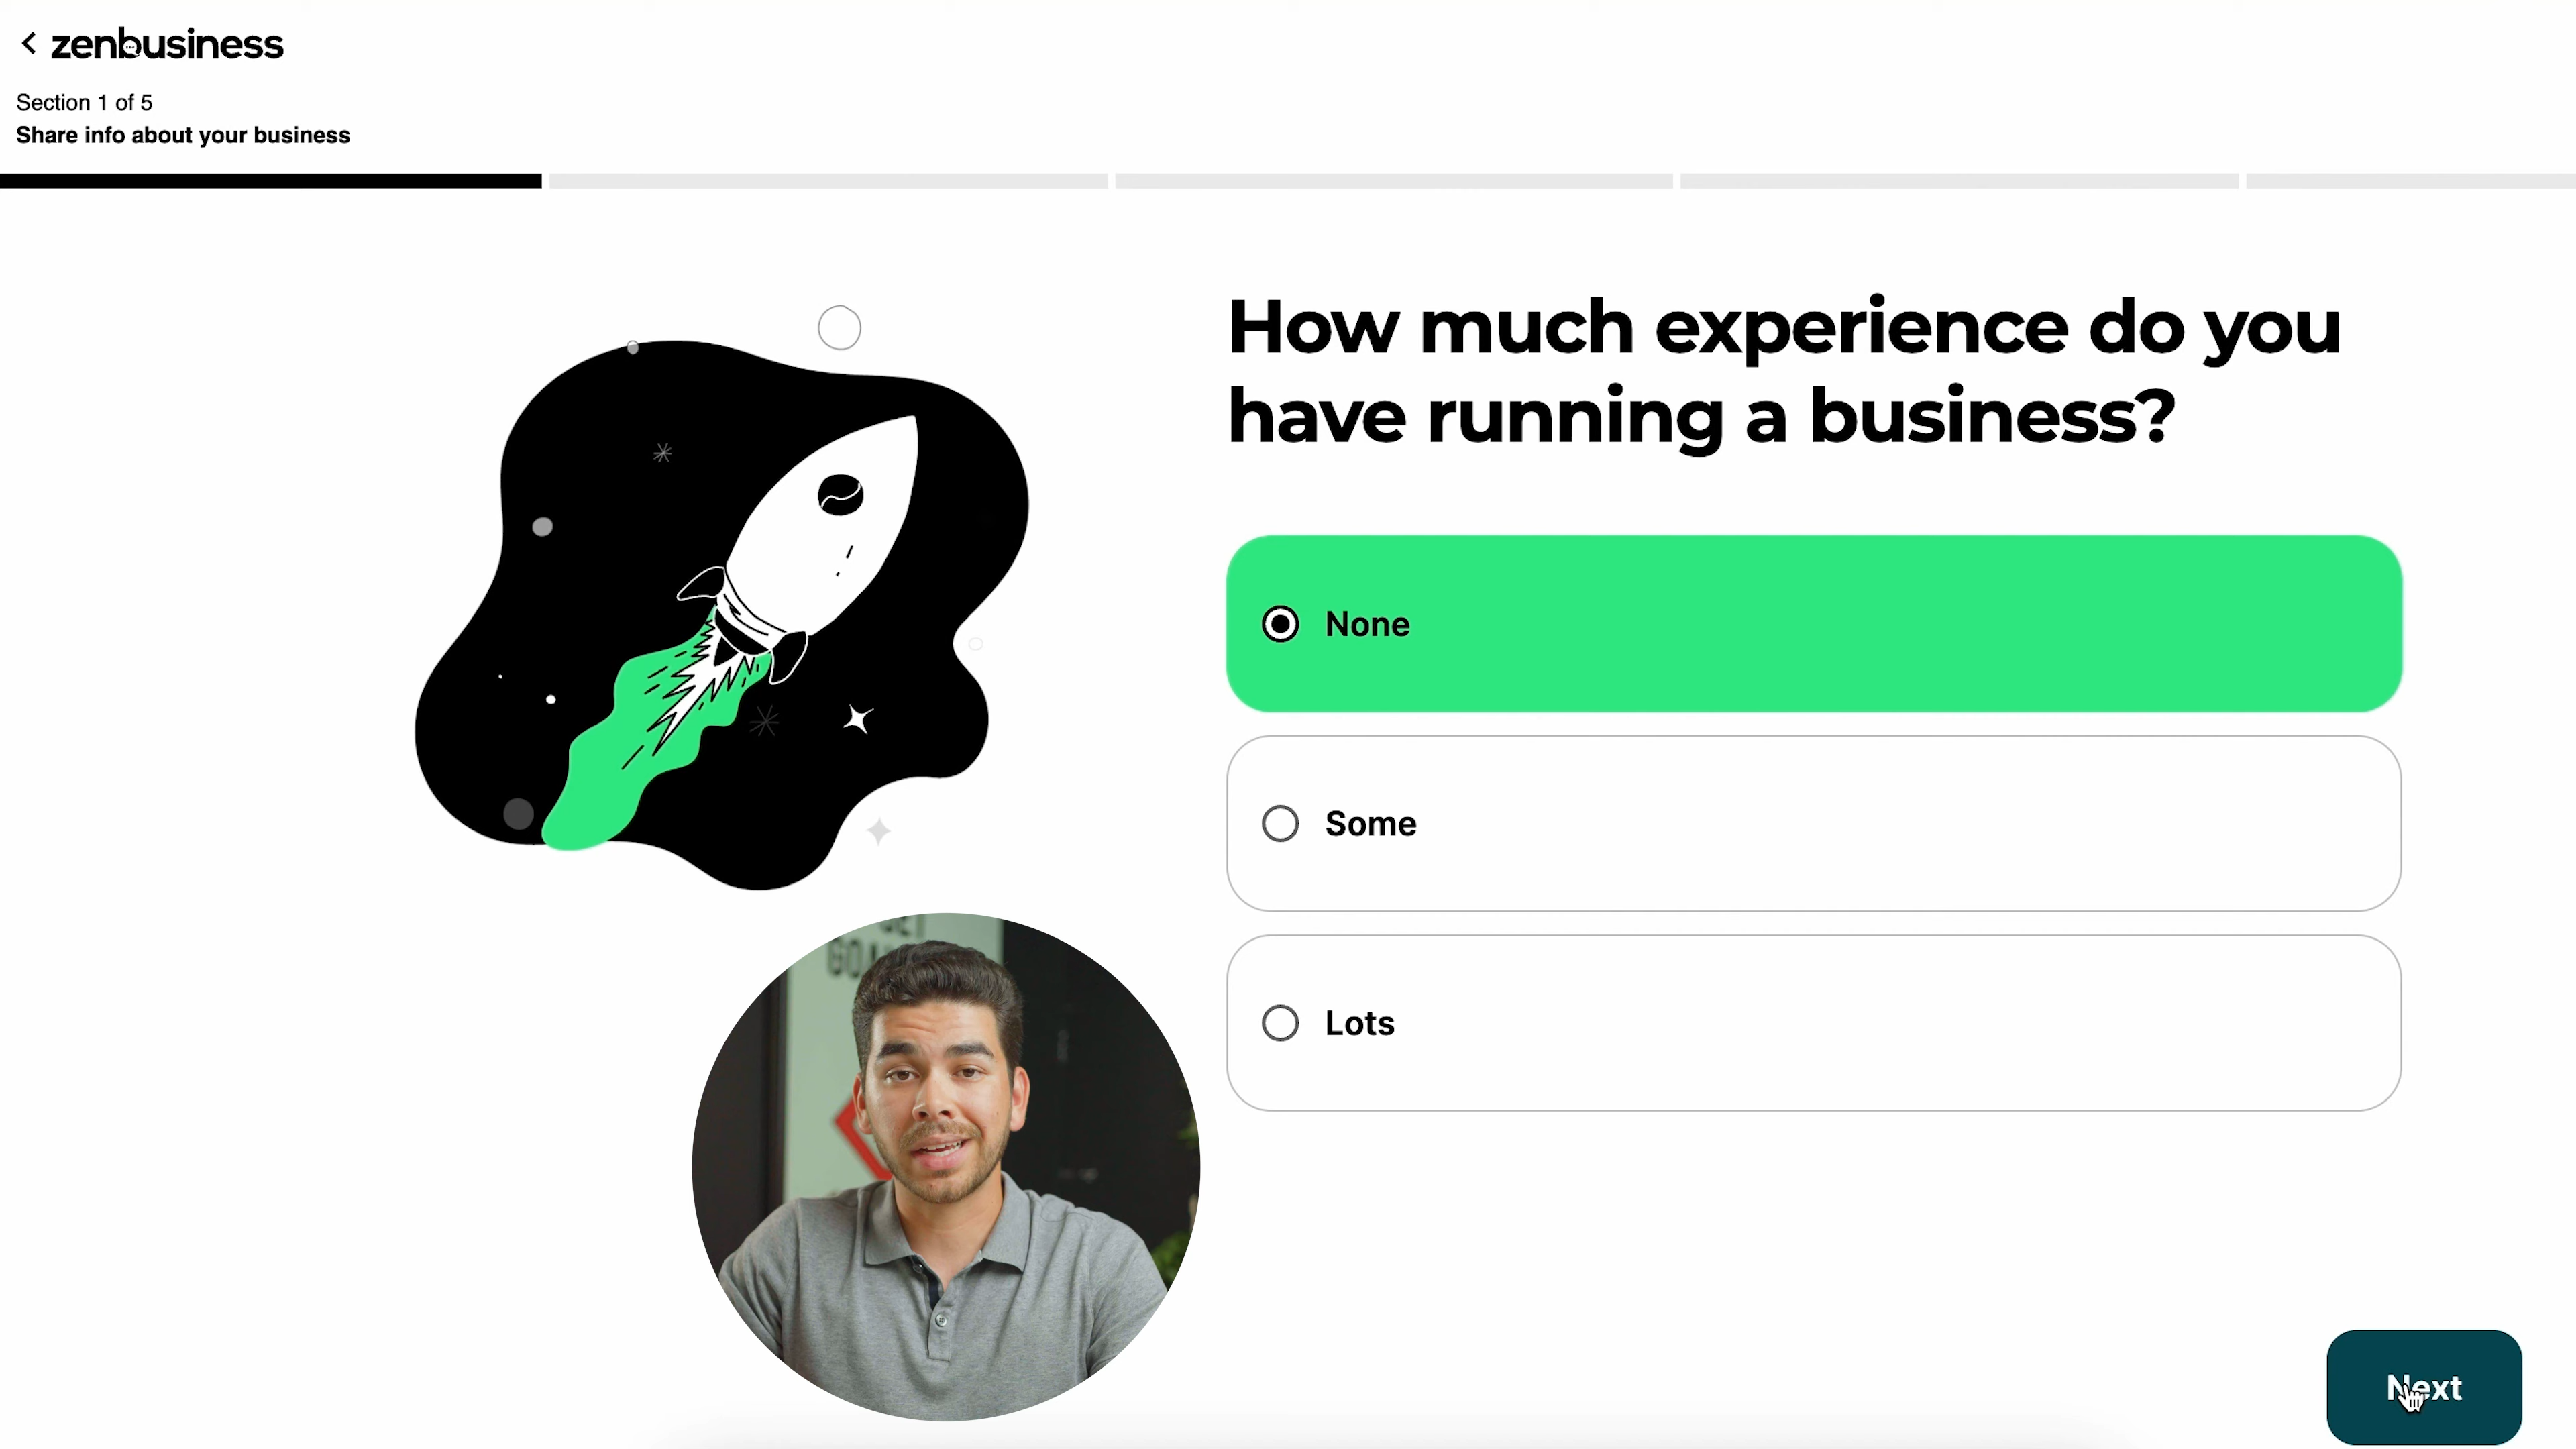 zenbusiness
Section 1 of 5
Share info about your business
How much experience do you
have running a business?
None
Some
Lots
Next